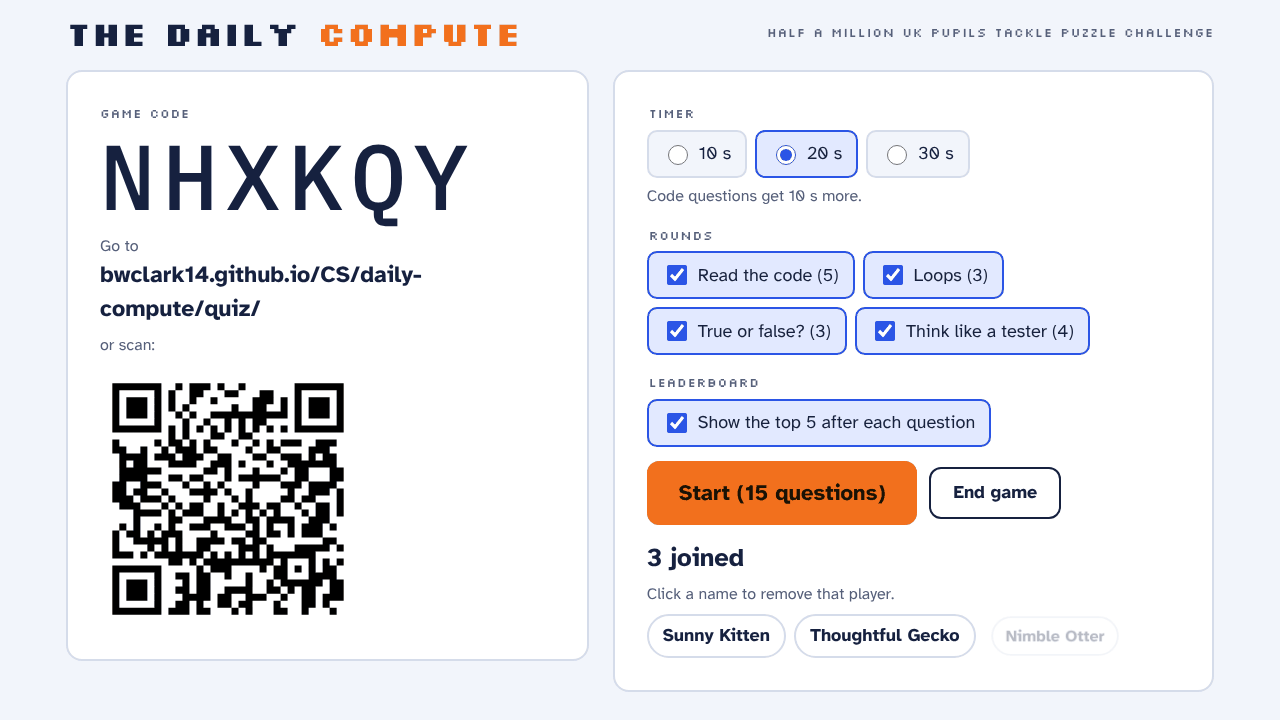 THE DAILY COMPUTE
HALF A MILLION UK PUPILS TACKLE PUZZLE CHALLENGE
GAME CODE
NHXKQY
Go to
bwclark14.github.io/CS/daily-
compute/quiz/
or scan:
TIMER
10 s
20 s
30 s
Code questions get 10 s more.
ROUNDS
Read the code (5)
Loops (3)
True or false? (3)
Think like a tester (4)
LEADERBOARD
Show the top 5 after each question
Start (15 questions)
End game
3 joined
Click a name to remove that player.
Sunny Kitten
Thoughtful Gecko
Nimble Otter